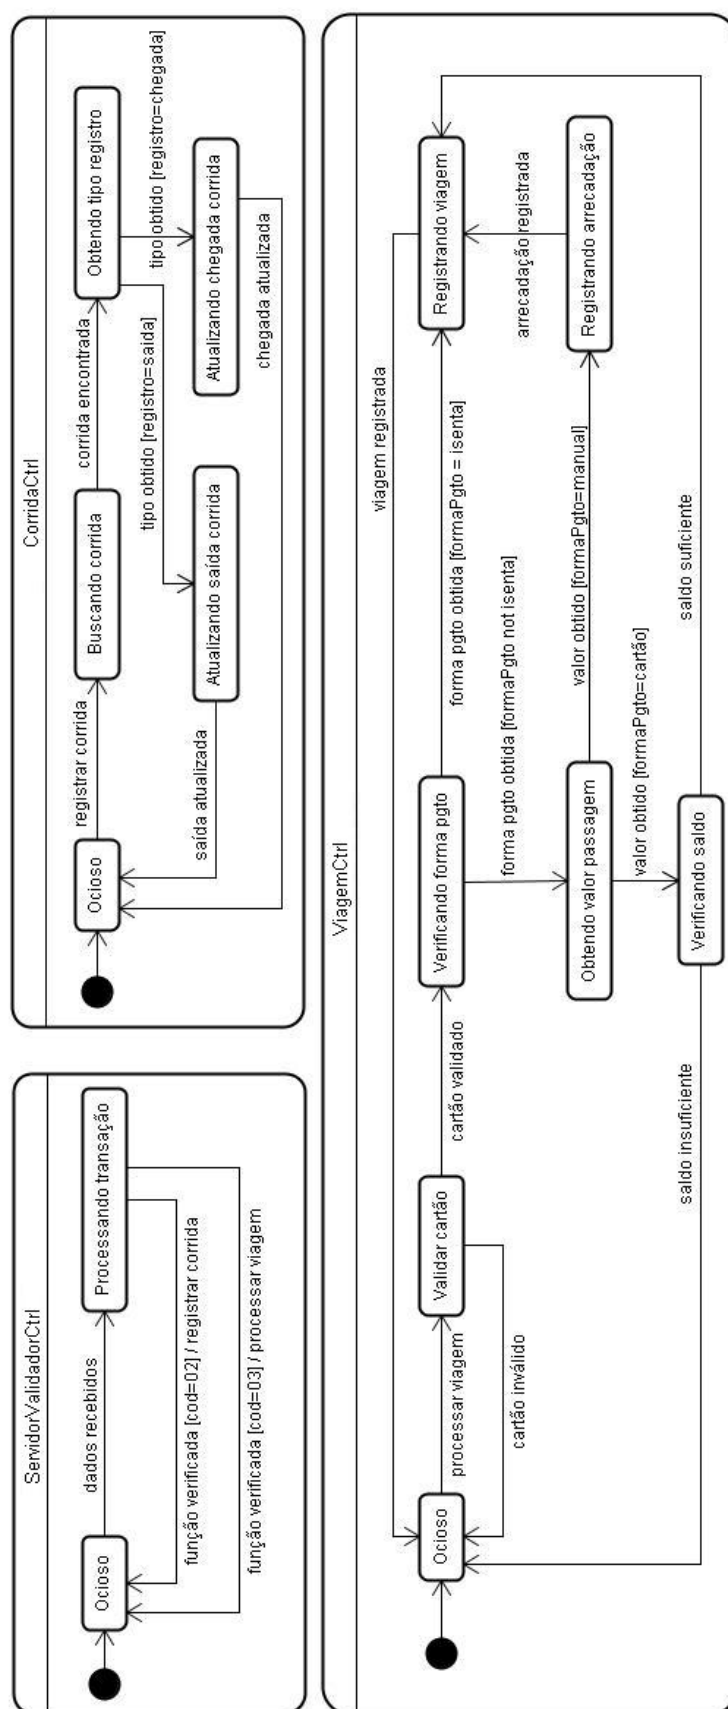 ServidorValidadorCtrl
Ocioso
dados recebidos
Processando transação
função verificada [cod=02] / registrar corrida
função verificada [cod=03] / processar viagem
CorridaCtrl
Ocioso
registrar corrida
Buscando corrida
corrida encontrada
Obtendo tipo registro
tipo obtido [registro=saida]
tipo obtido [registro=chegada]
saída atualizada
Atualizando saída corrida
Atualizando chegada corrida
chegada atualizada
ViagemCtrl
viagem registrada
Ocioso
processar viagem
Validar cartão
cartão validado
Verificando forma pgto
forma pgto obtida [formaPgto = isenta]
Registrando viagem
cartão inválido
forma pgto obtida [formaPgto not isenta]
arrecadação registrada
Obtendo valor passagem
valor obtido [formaPgto=manual]
Registrando arrecadação
valor obtido [formaPgto=cartão]
saldo insuficiente
Verificando saldo
saldo suficiente